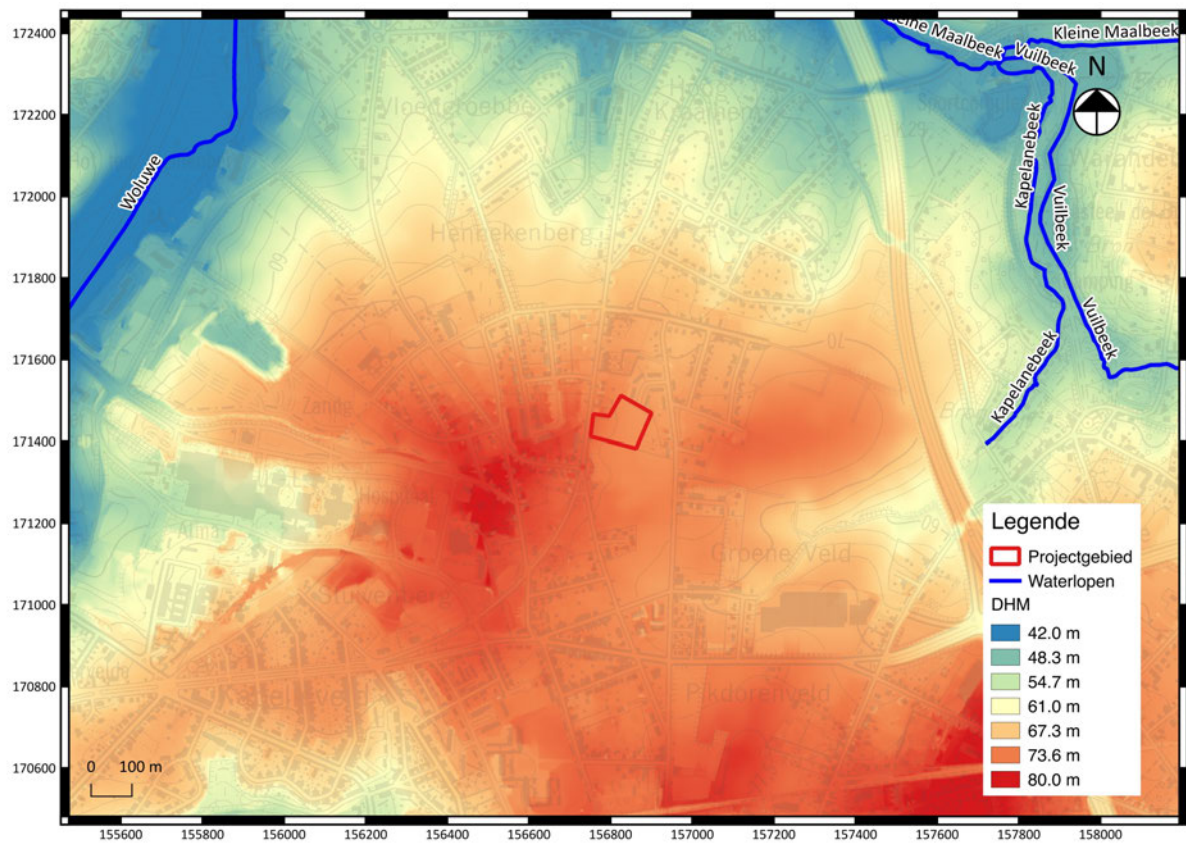 172400
172200
172000
171800
171600
171400
171200
171000
170800
170600
155600
155800
156000
156200
156400
156600
156800
157000
157200
157400
157600
157800
158000
Kleine Maalbeek
Kleine Maalbeek
Vuilbeek
N
Woluwe
Kapelanebeek
Vuilbeek
Hennekenberg
Vuilbeek
Kapelanebeek
Groene Veld
Pikdorenveld
0 100 m
Legende
Projectgebied
Waterlopen
DHM
42.0 m
48.3 m
54.7 m
61.0 m
67.3 m
73.6 m
80.0 m